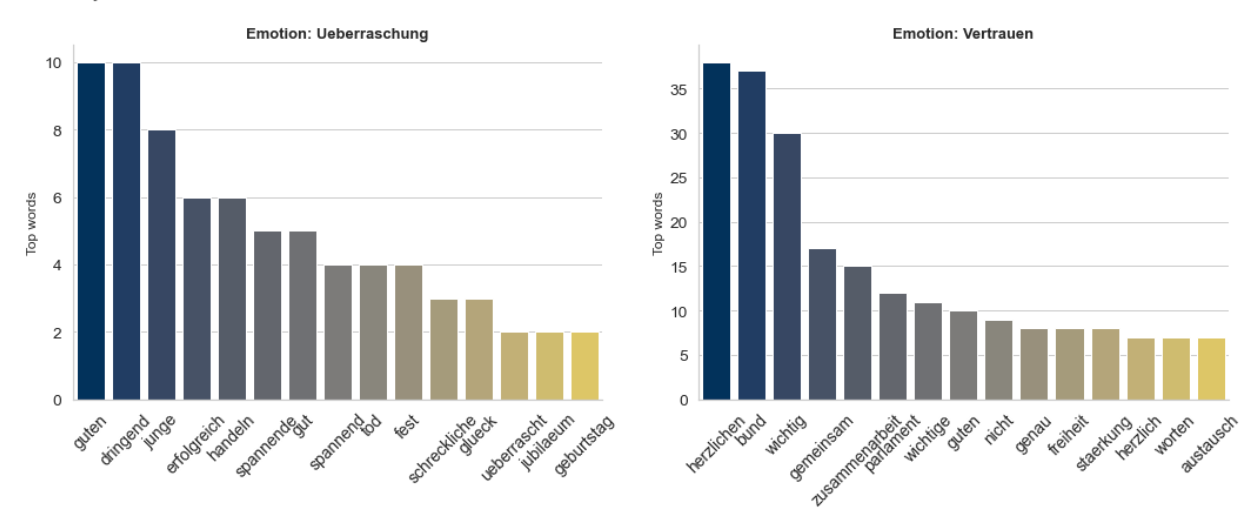 Emotion: Ueberraschung
Top words
10
8
6
4
2
0
guten
dringend
junge
erfolgreich
handeln
spannende
gut
spannend
tod
fest
schreckliche
glueck
ueberrascht
jubilaeum
geburtstag
Emotion: Vertrauen
Top words
35
30
25
20
15
10
5
0
herzlichen
bund
wichtig
gemeinsam
zusammenarbeit
parlament
wichtige
guten
nicht
genau
freiheit
staerkung
herzlich
worten
austausch